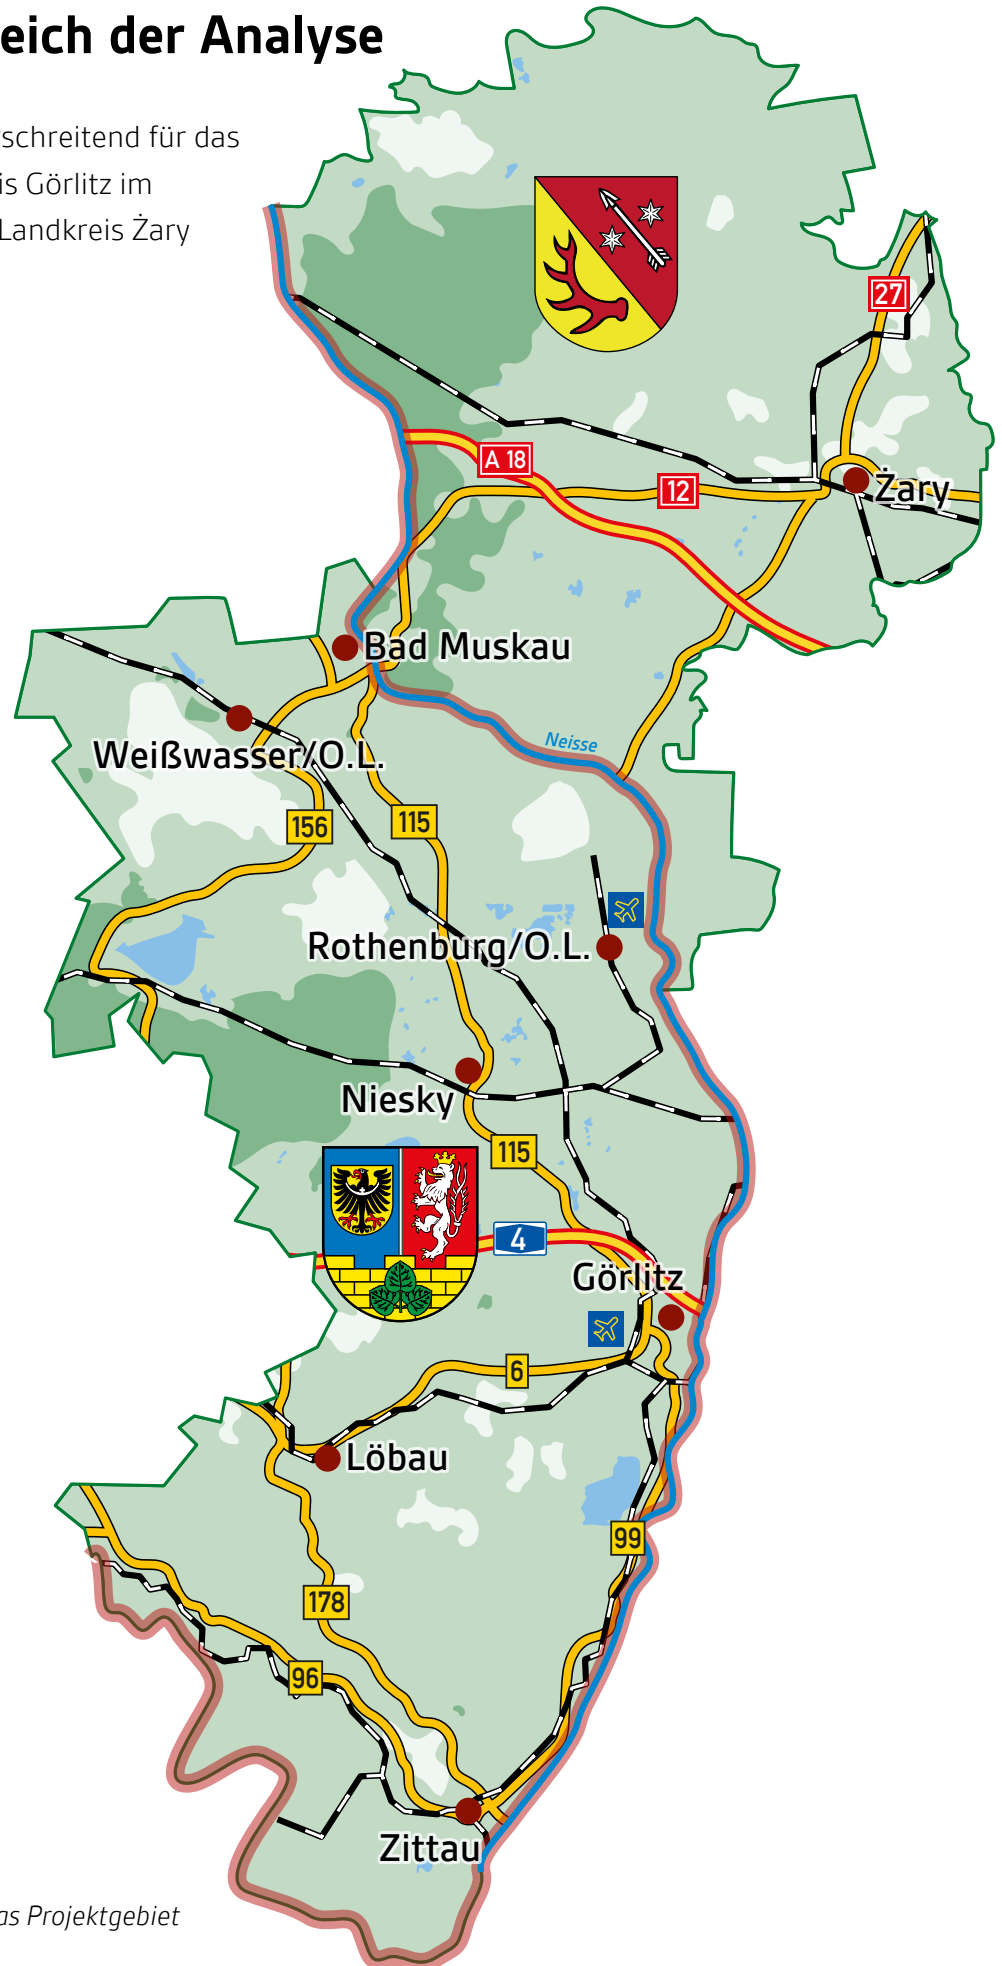 eich der Analyse
schreitend für das
is Görlitz im
Landkreis Żary
27
A 18
12
Żary
Bad Muskau
Neisse
Weißwasser/O.L.
156
115
Rothenburg/O.L.
Niesky
115
4
Görlitz
6
Löbau
99
178
96
Zittau
as Projektgebiet